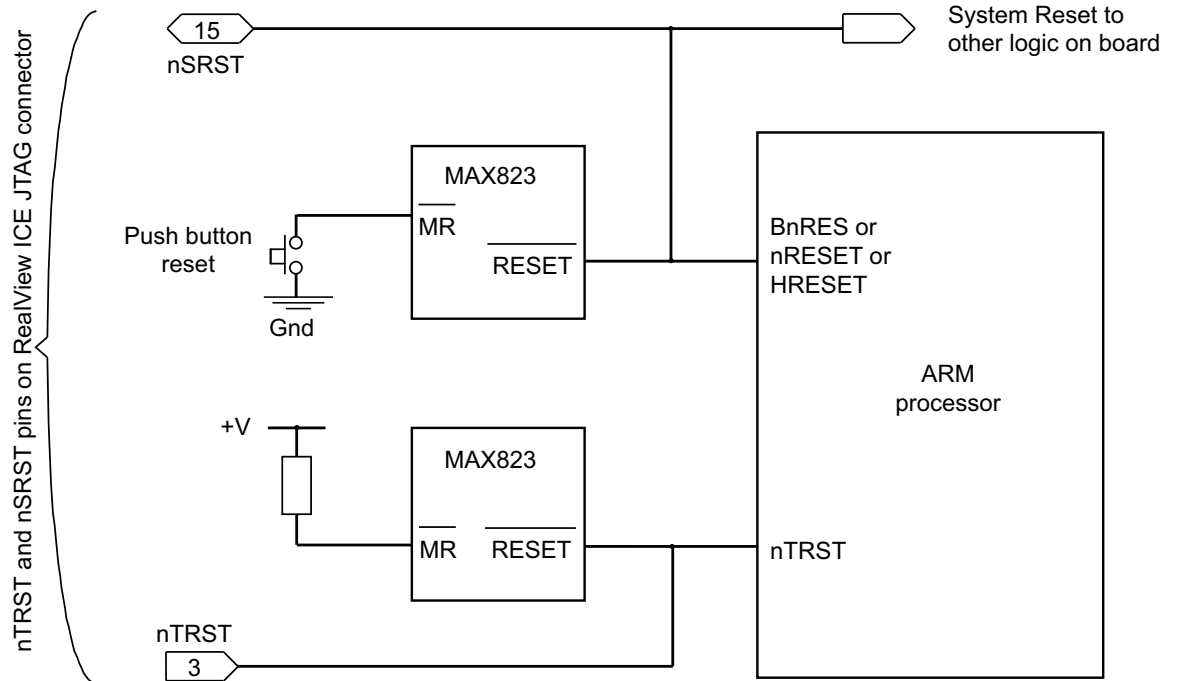 nTRST and nSRST pins on RealView ICE JTAG connector
15
nSRST
System Reset to
other logic on board
MAX823
MR
RESET
Push button
reset
Gnd
BnRES or
nRESET or
HRESET
ARM
processor
+V
MAX823
MR
RESET
nTRST
nTRST
3